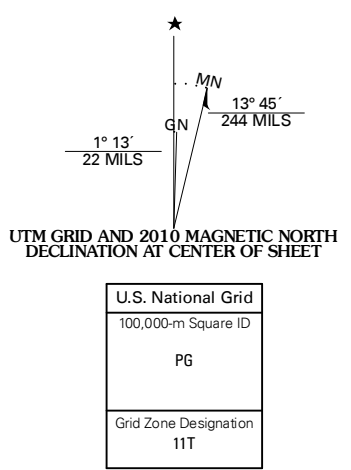 MN
13° 45´
244 MILS
GN
1° 13´
22 MILS
UTM GRID AND 2010 MAGNETIC NORTH
DECLINATION AT CENTER OF SHEET
U.S. National Grid
100,000-m Square ID
PG
Grid Zone Designation
11T